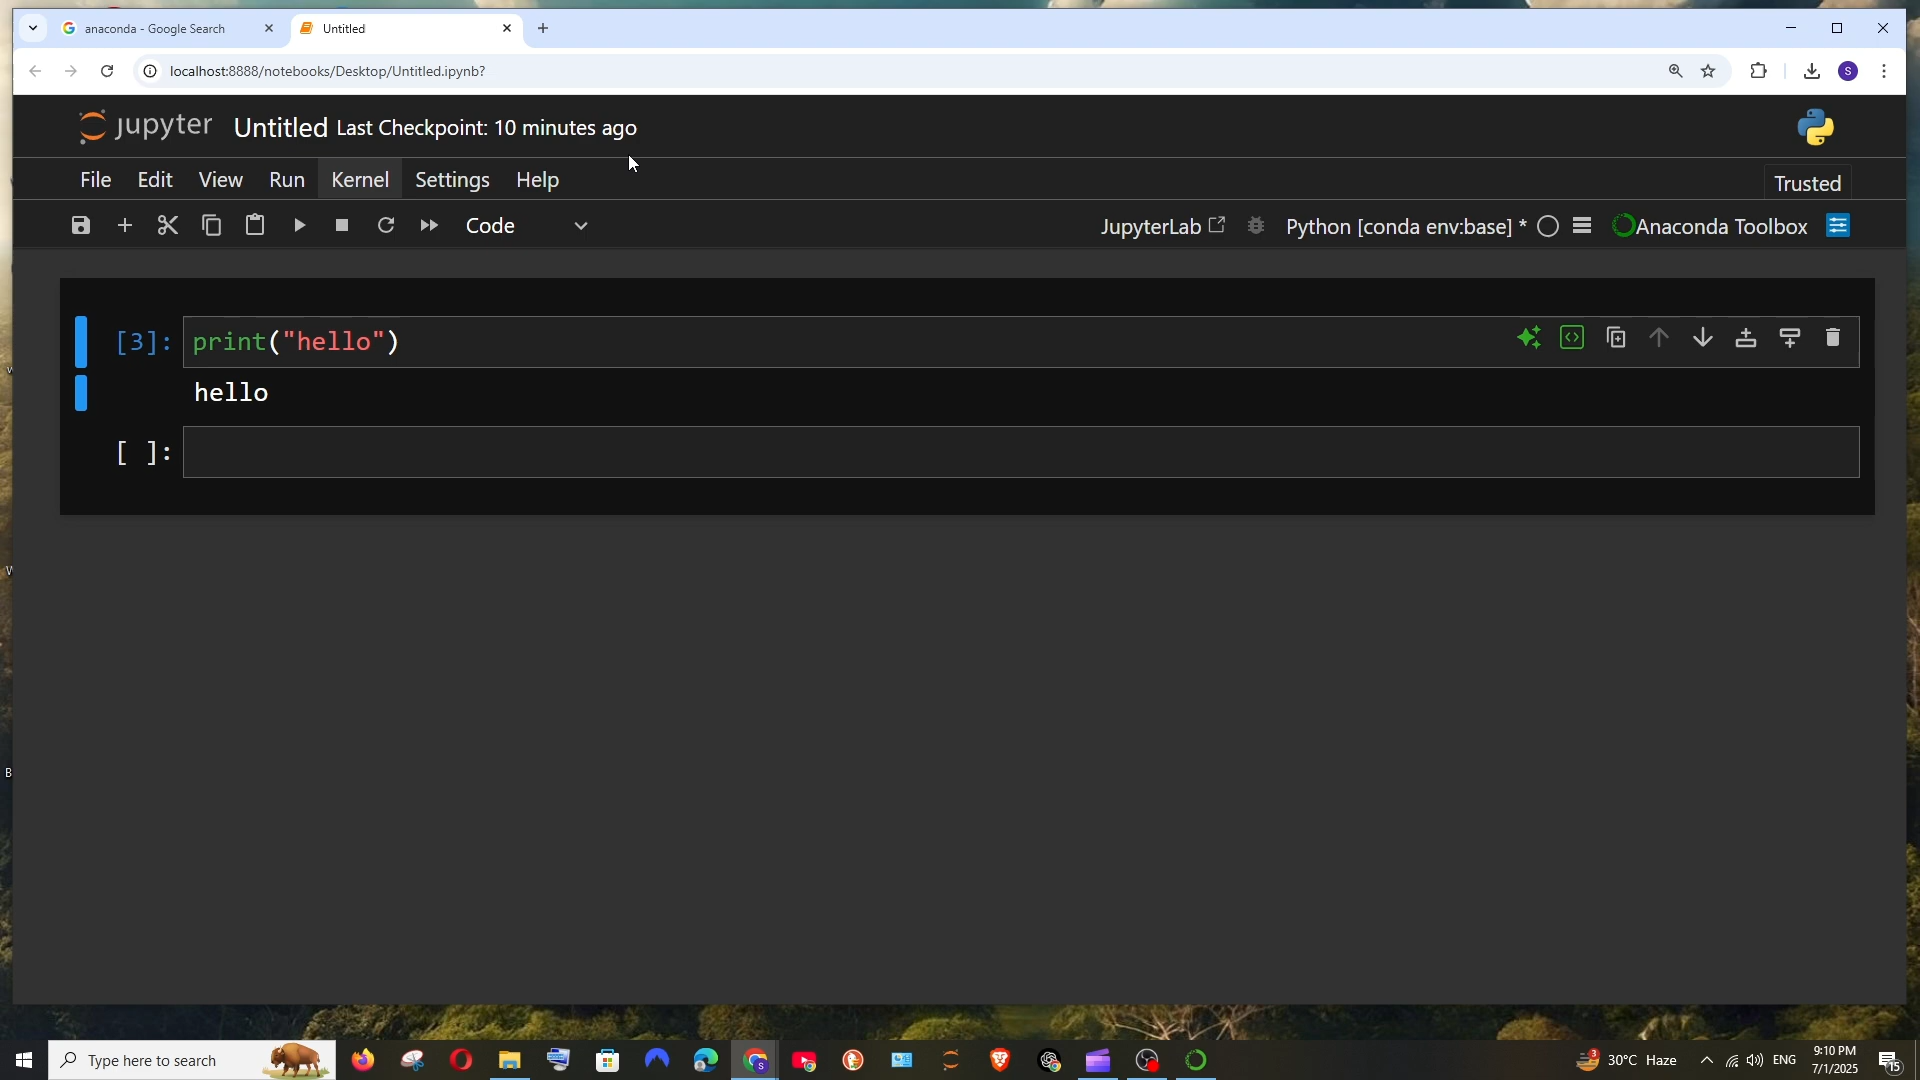 anaconda - Google Search
Untitled
localhost:8888/notebooks/Desktop/Untitled.ipynb?
S
jupyter Untitled Last Checkpoint: 10 minutes ago
File Edit View Run Kernel Settings Help
Trusted
Code
JupyterLab
Python [conda env:base] *
Anaconda Toolbox
[3]: print("hello")
hello
[ ]:
Type here to search
3
30°C Haze
ENG
9:10 PM
7/1/2025
15